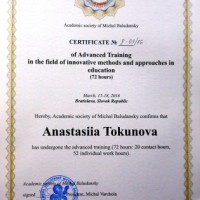 Academic society of Michal Baludansky
CERTIFICATE №
of Advanced Training
in the field of innovative methods and approaches in
education
(72 hours)
March, 15-18, 2016
Bratislava, Slovak Republic
Hereby, Academic society of Michal Baludansky confirms that
Anastasiia Tokunova
has undergone the advanced training (72 hours: 20 contact hours,
52 individual work hours).
Academic society of Michal Baludansky
signed
President, Michal Varchola